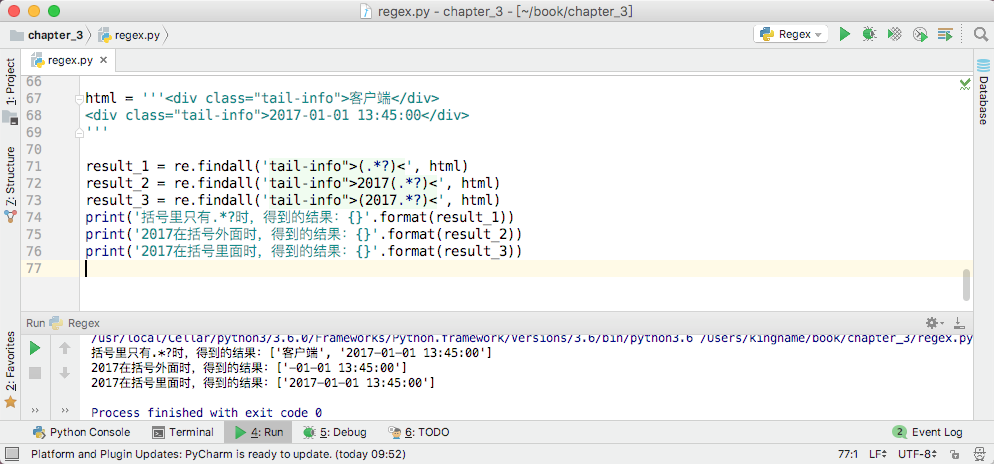 regex.py - chapter_3 - [~/book/chapter_3]
chapter_3 regex.py Regex
regex.py
1: Project
Z: Structure
2: Favorites
Database
66
67 html = '''<div class="tail-info">客户端</div>
68 <div class="tail-info">2017-01-01 13:45:00</div>
69 '''
70
71 result_1 = re.findall('tail-info">(.*?)<', html)
72 result_2 = re.findall('tail-info">2017(.*?)<', html)
73 result_3 = re.findall('tail-info">(2017.*?)<', html)
74 print('括号里只有.*?时，得到的结果：{}'.format(result_1))
75 print('2017在括号外面时，得到的结果：{}'.format(result_2))
76 print('2017在括号里面时，得到的结果：{}'.format(result_3))
77
Run Regex
/usr/local/Cellar/python3/3.6.0/Frameworks/Python.framework/Versions/3.6/bin/python3.6 /Users/kingname/book/chapter_3/regex.py
括号里只有.*?时，得到的结果：['客户端', '2017-01-01 13:45:00']
2017在括号外面时，得到的结果：['-01-01 13:45:00']
2017在括号里面时，得到的结果：['2017-01-01 13:45:00']
Process finished with exit code 0
Python Console Terminal 4: Run 5: Debug 6: TODO 2 Event Log
Platform and Plugin Updates: PyCharm is ready to update. (today 09:52) 77:1 LF÷ UTF-8÷